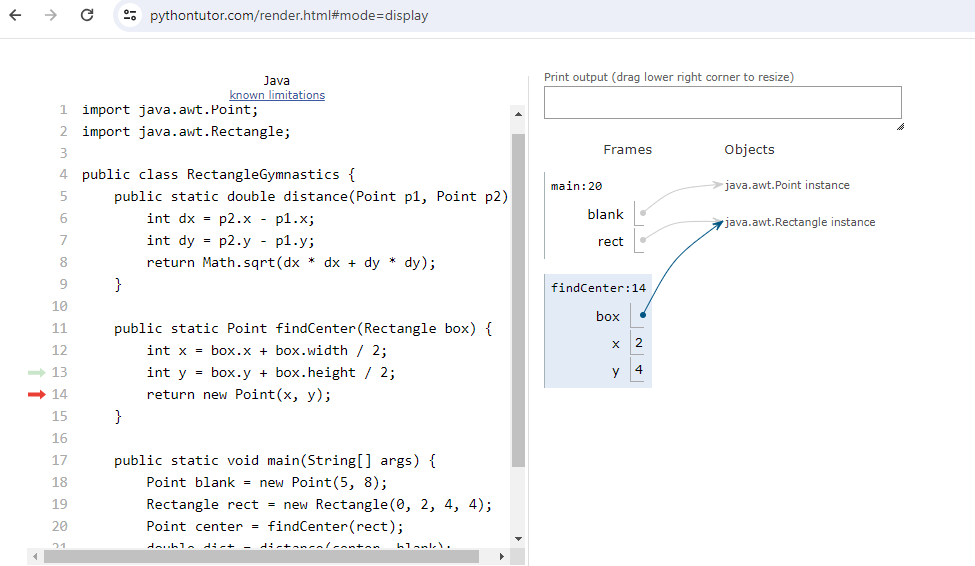 pythontutor.com/render.html#mode=display
Java
known limitations
1 import java.awt.Point;
2 import java.awt.Rectangle;
3
4 public class RectangleGymnastics {
5 public static double distance(Point p1, Point p2)
6 int dx = p2.x - p1.x;
7 int dy = p2.y - p1.y;
8 return Math.sqrt(dx * dx + dy * dy);
9 }
10
11 public static Point findCenter(Rectangle box) {
12 int x = box.x + box.width / 2;
13 int y = box.y + box.height / 2;
14 return new Point(x, y);
15 }
16
17 public static void main(String[] args) {
18 Point blank = new Point(5, 8);
19 Rectangle rect = new Rectangle(0, 2, 4, 4);
20 Point center = findCenter(rect);
21 double dist = distance(center, blank);
Print output (drag lower right corner to resize)
Frames
Objects
main:20
blank
rect
java.awt.Point instance
java.awt.Rectangle instance
findCenter:14
box
x 2
y 4